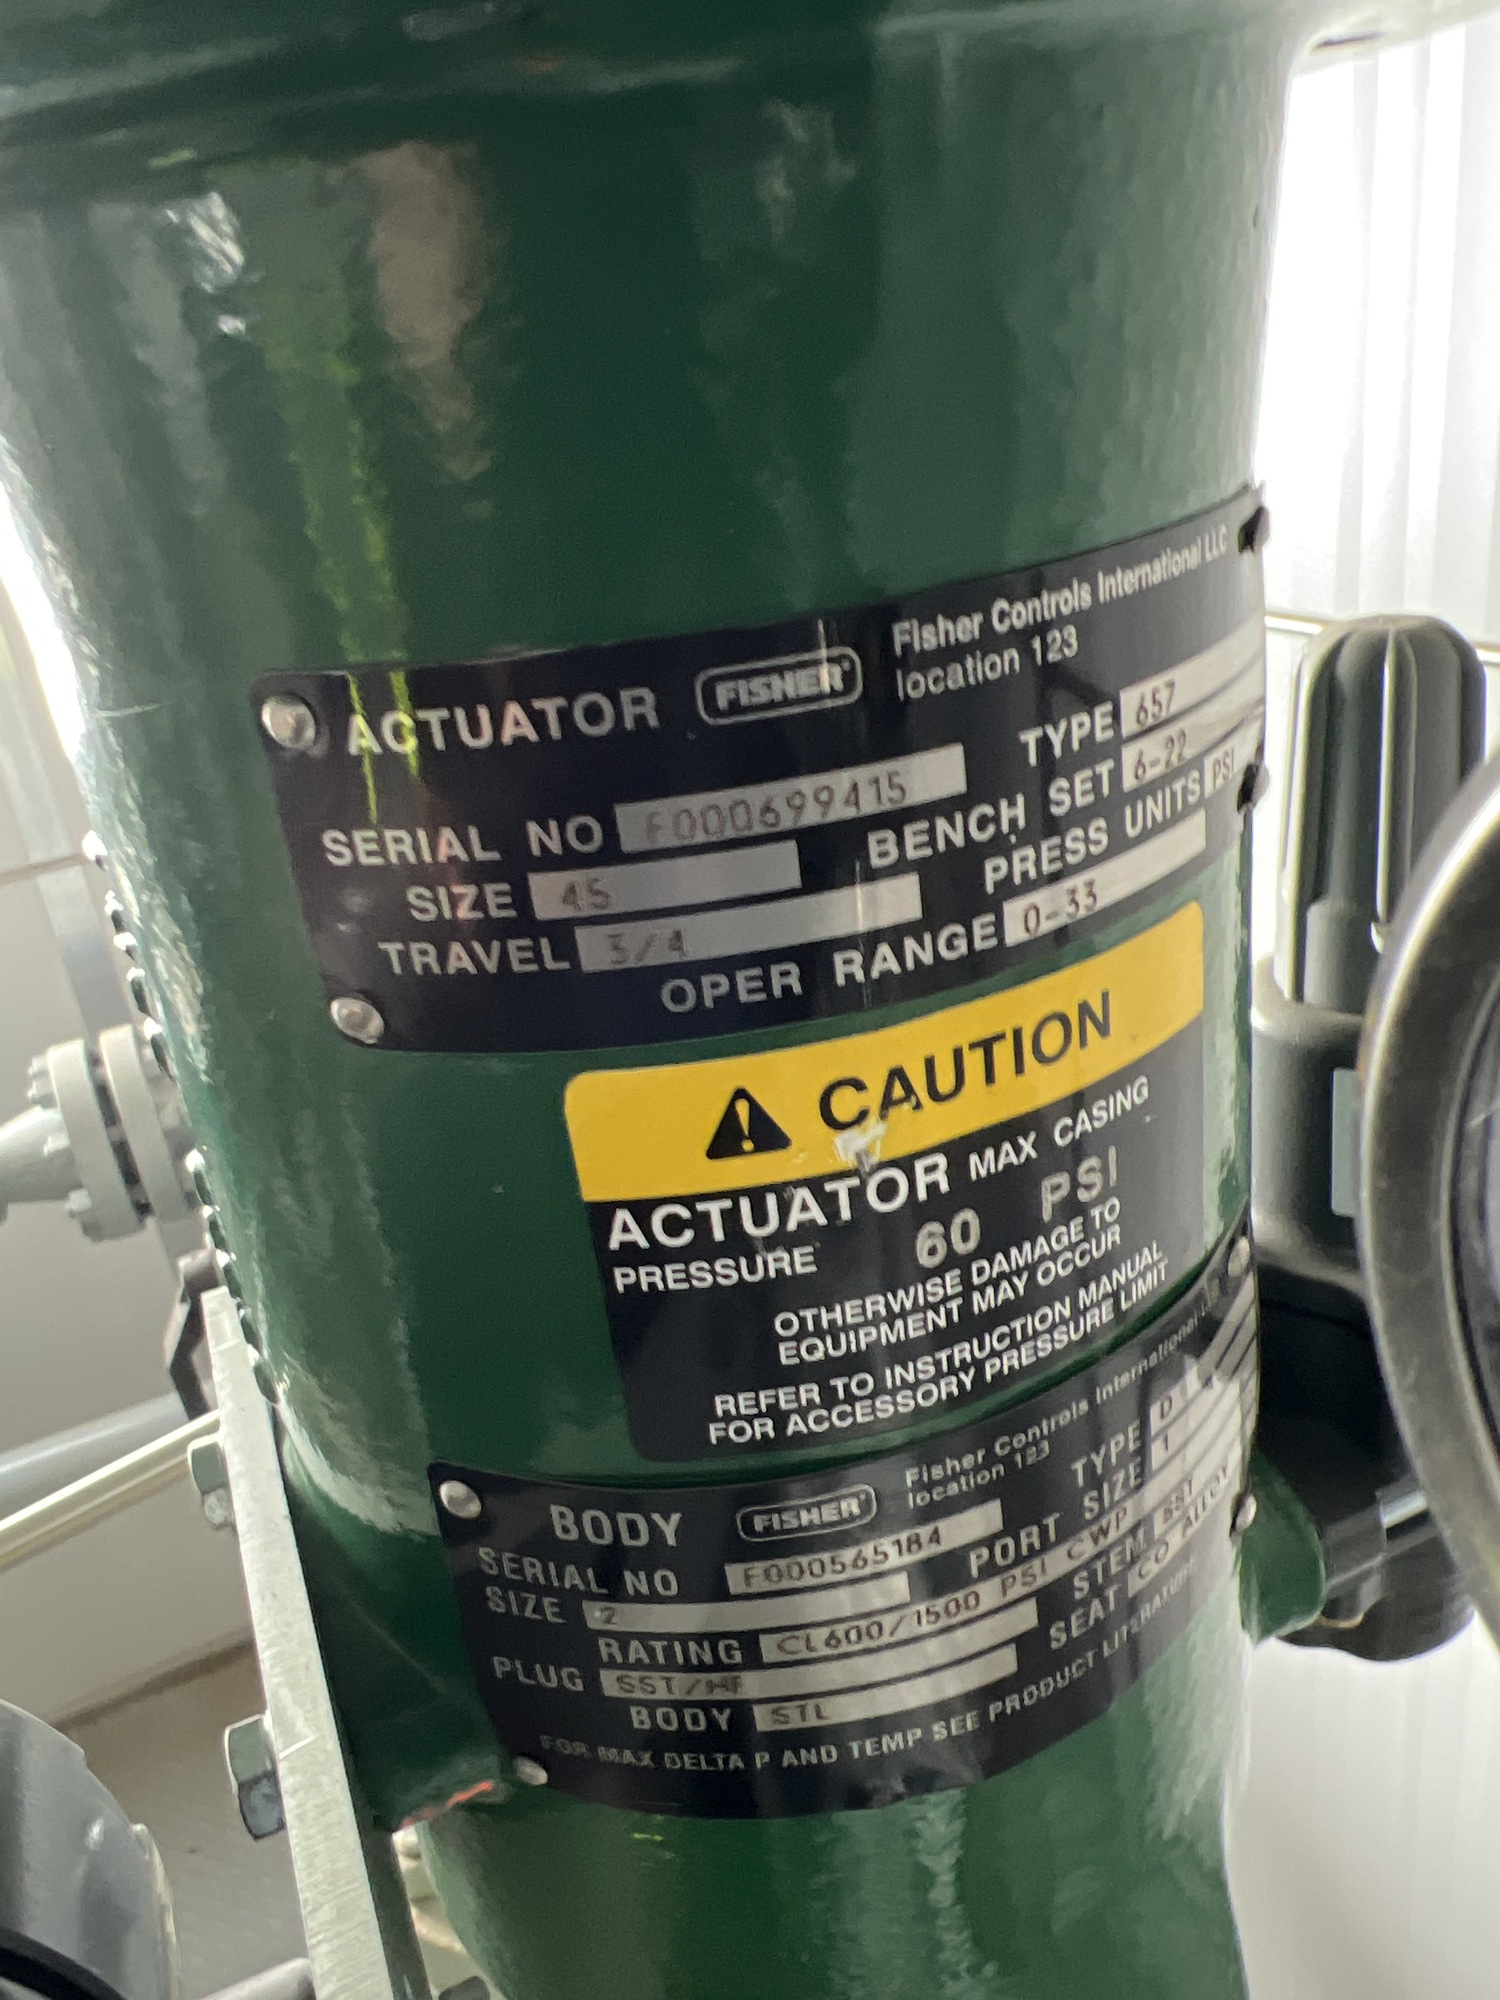 ACTUATOR FISHER Fisher Controls International LLC
location 123
SERIAL NO F000699415 TYPE 657
SIZE 45 BENCH SET 6-22
TRAVEL 3/4 PRESS UNITS PSI
OPER RANGE 0-33
CAUTION
ACTUATOR MAX CASING
PRESSURE 60 PSI
OTHERWISE DAMAGE TO
EQUIPMENT MAY OCCUR
REFER TO INSTRUCTION MANUAL
FOR ACCESSORY PRESSURE LIMIT
BODY FISHER Fisher Controls International
location 123
SERIAL NO F000565184 TYPE D
SIZE 2 PORT SIZE 1
RATING CL600/1500 PSI CWP
PLUG SST/HF STEM SST
BODY STL SEAT CO ALLOY
FOR MAX DELTA P AND TEMP SEE PRODUCT LITERATURE